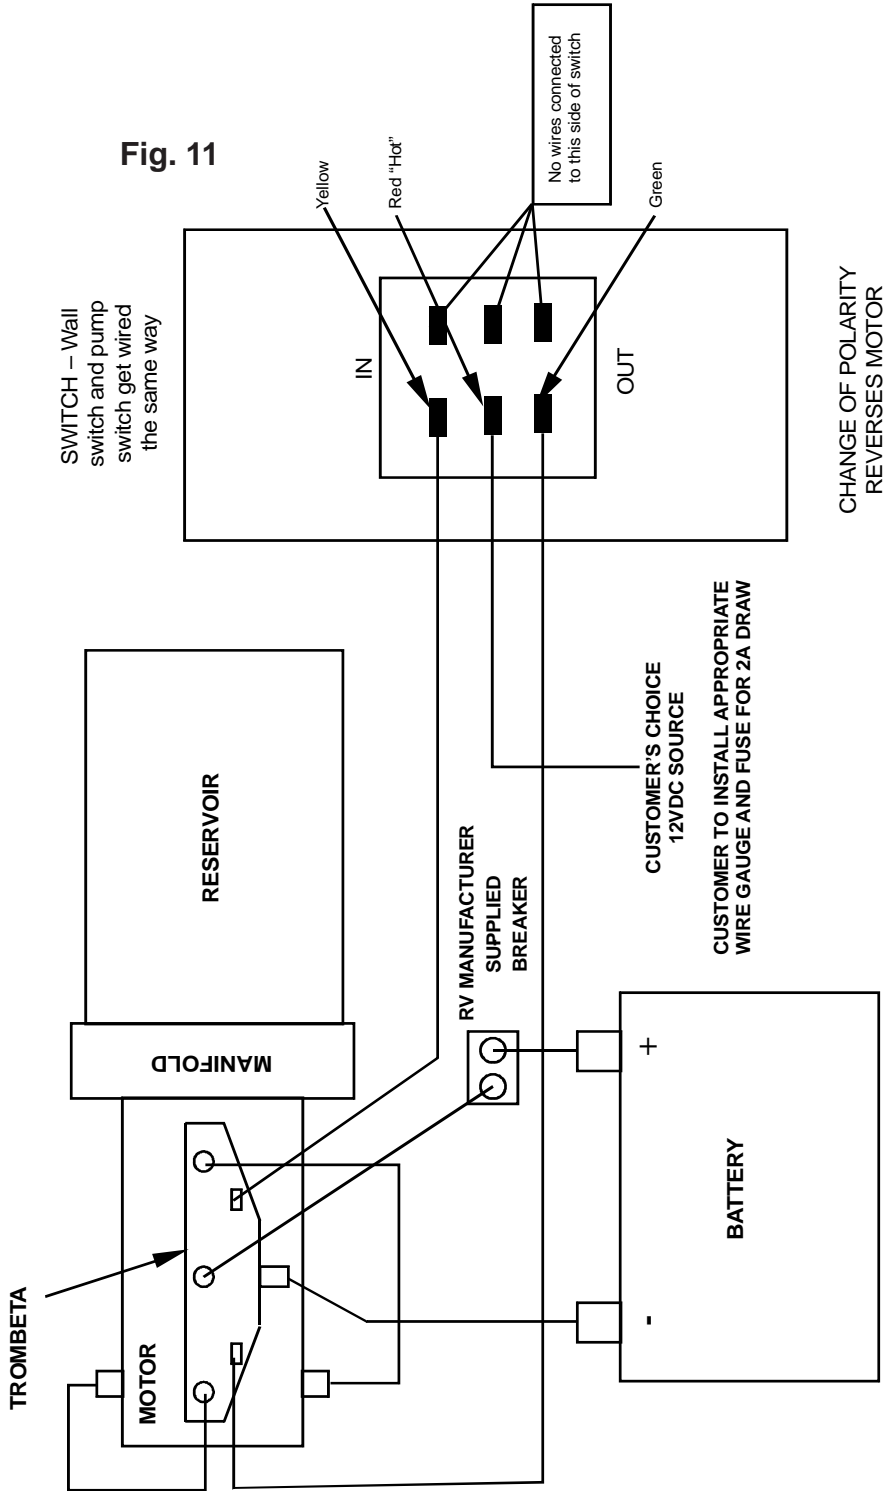 Fig. 11
No wires connected
to this side of switch
Yellow
Red “Hot”
Green
SWITCH – Wall
switch and pump
switch get wired
the same way
IN
OUT
CHANGE OF POLARITY
REVERSES MOTOR
RESERVOIR
MANIFOLD
CUSTOMER'S CHOICE
12VDC SOURCE
CUSTOMER TO INSTALL APPROPRIATE
WIRE GAUGE AND FUSE FOR 2A DRAW
RV MANUFACTURER
SUPPLIED
BREAKER
TROMBETA
MOTOR
BATTERY
+
-